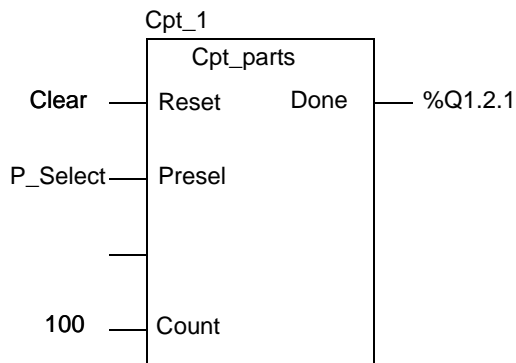 Cpt_1
Cpt_parts
Clear Reset Done %Q1.2.1
P_Select Presel
100 Count